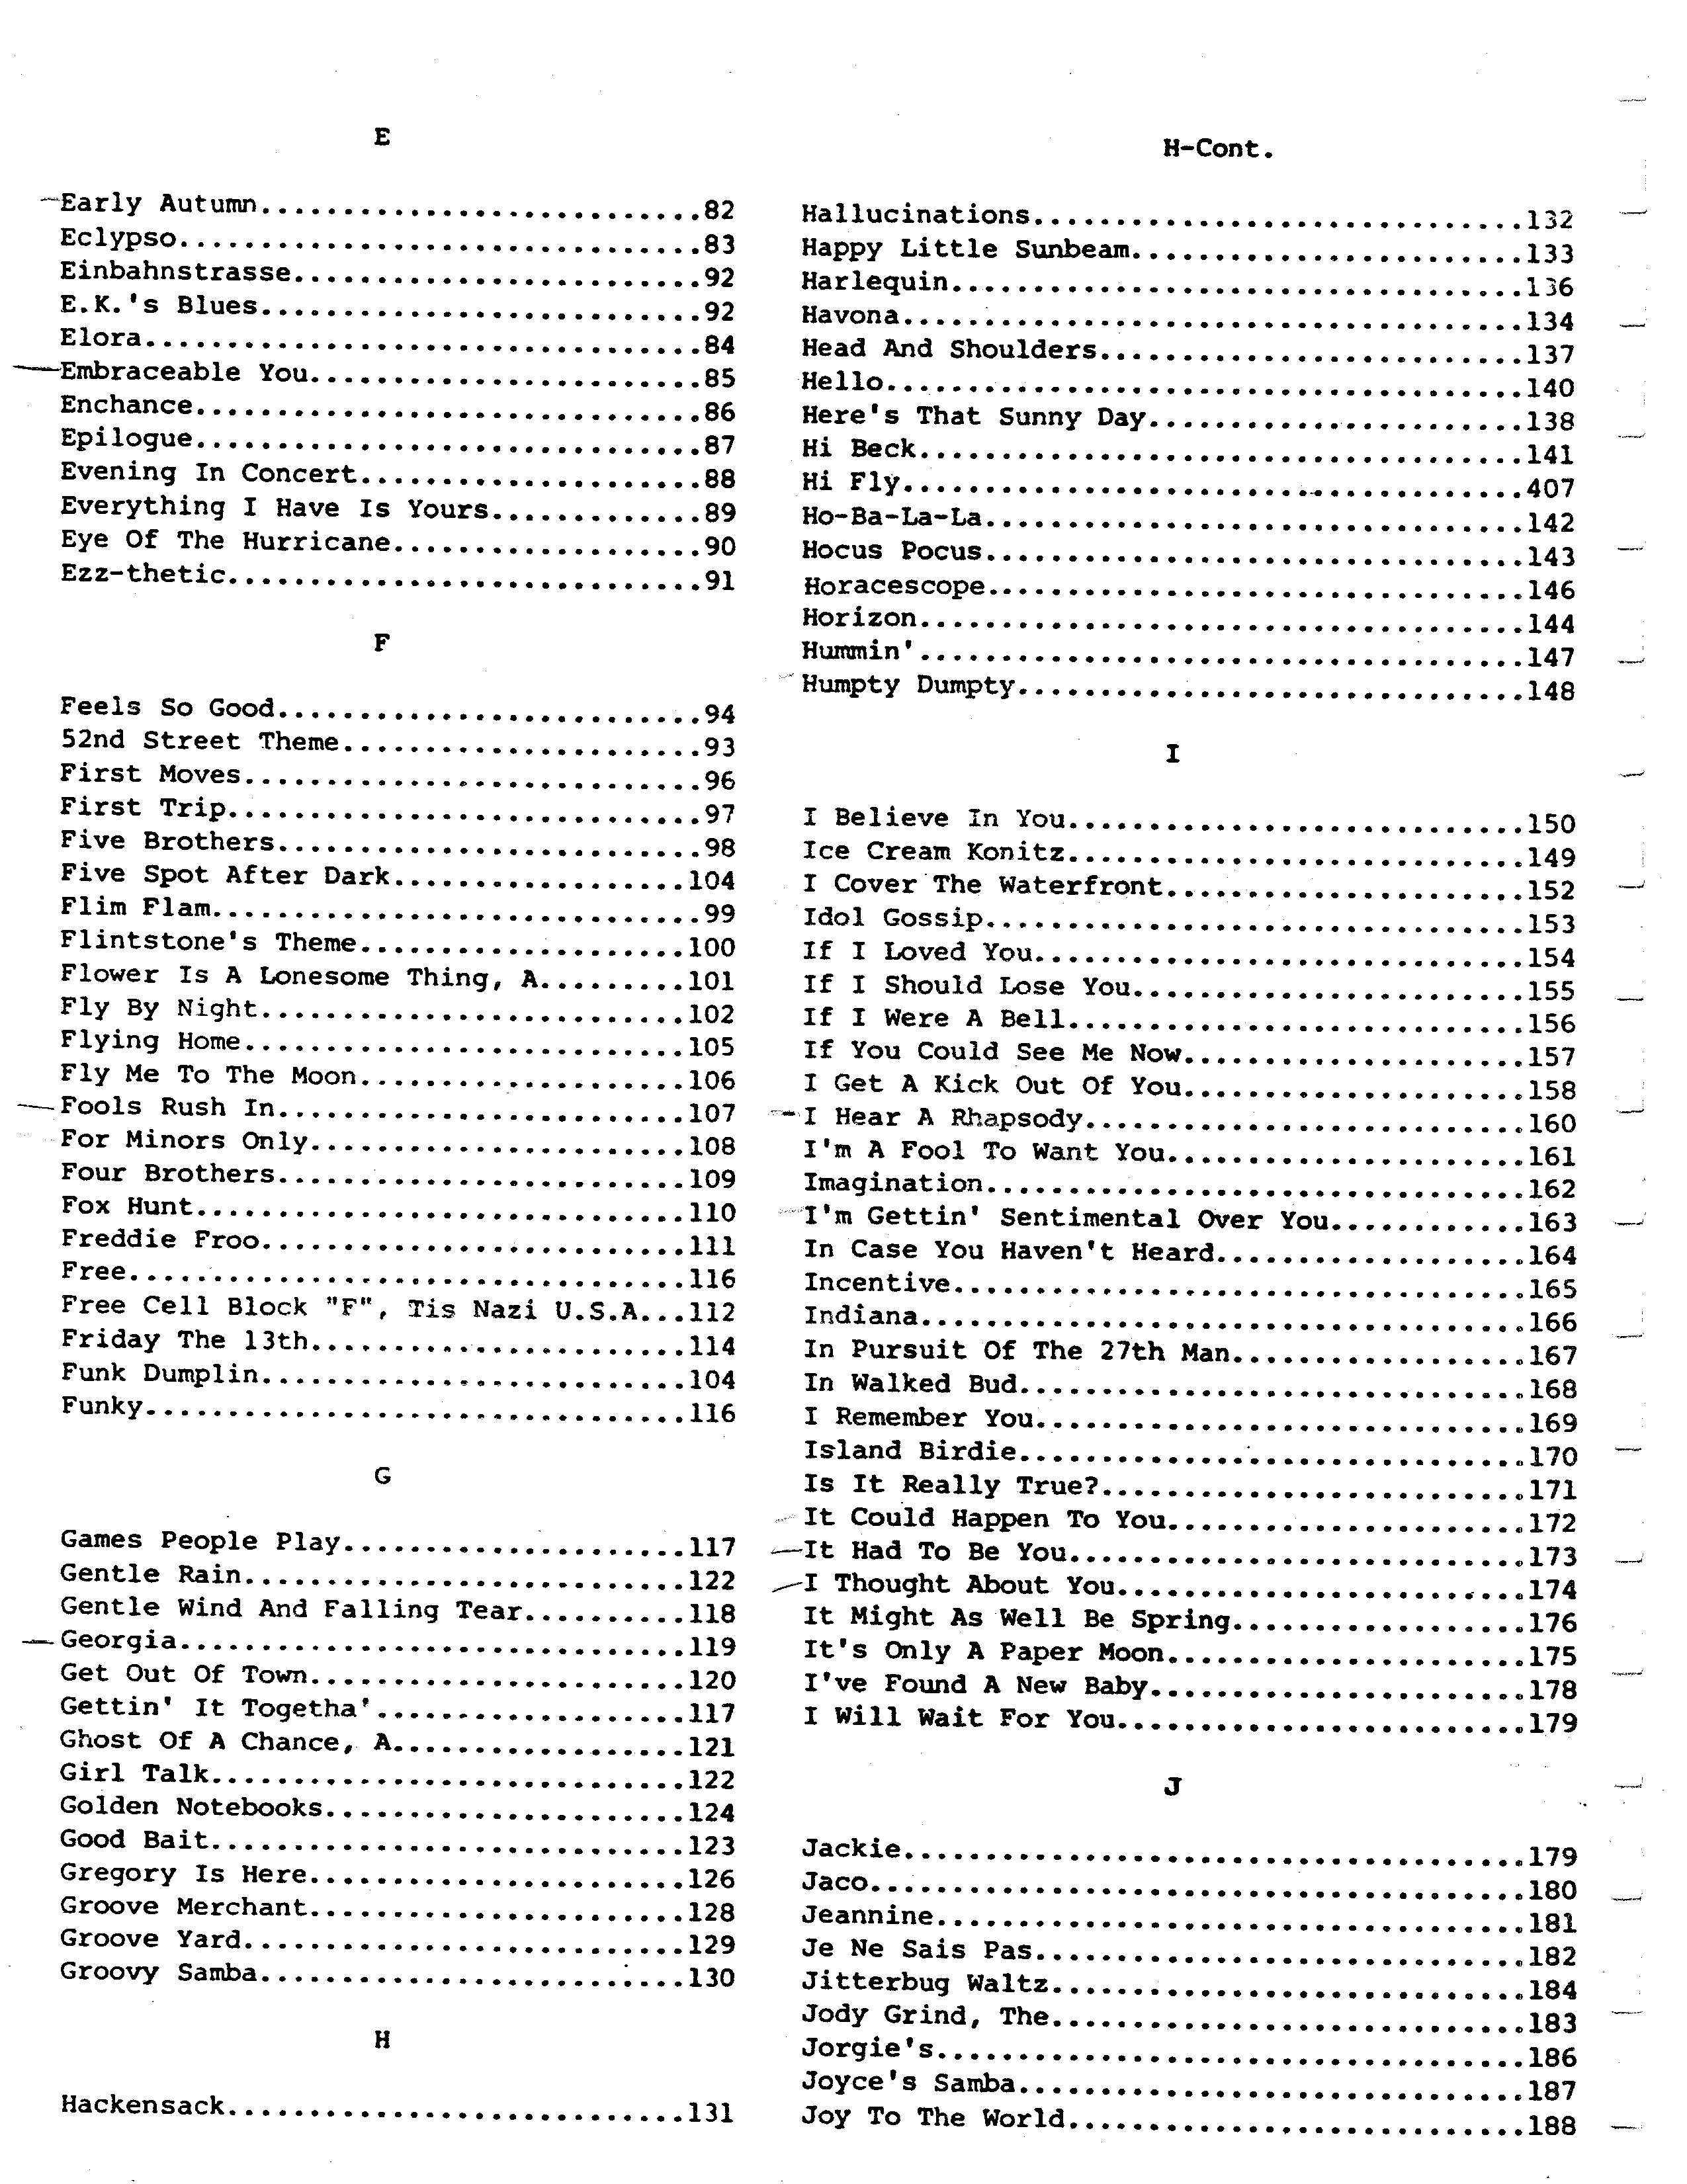 E
Early Autumn...........................82
Eclypso................................83
Einbahnstrasse.........................92
E.K.'s Blues...........................92
Elora..................................84
Embraceable You........................85
Enchance...............................86
Epilogue...............................87
Evening In Concert.....................88
Everything I Have Is Yours.............89
Eye Of The Hurricane...................90
Ezz-thetic.............................91
F
Feels So Good..........................94
52nd Street Theme......................93
First Moves............................96
First Trip.............................97
Five Brothers..........................98
Five Spot After Dark..................104
Flim Flam..............................99
Flintstone's Theme....................100
Flower Is A Lonesome Thing, A.........101
Fly By Night..........................102
Flying Home...........................105
Fly Me To The Moon....................106
Fools Rush In.........................107
For Minors Only.......................108
Four Brothers.........................109
Fox Hunt..............................110
Freddie Froo..........................111
Free..................................116
Free Cell Block "F", Tis Nazi U.S.A...112
Friday The 13th.......................114
Funk Dumplin..........................104
Funky.................................116
G
Games People Play.....................117
Gentle Rain...........................122
Gentle Wind And Falling Tear..........118
Georgia...............................119
Get Out Of Town.......................120
Gettin' It Togetha'...................117
Ghost Of A Chance, A..................121
Girl Talk.............................122
Golden Notebooks......................124
Good Bait.............................123
Gregory Is Here.......................126
Groove Merchant.......................128
Groove Yard...........................129
Groovy Samba..........................130
H
Hackensack............................131
H-Cont.
Hallucinations..............................132
Happy Little Sunbeam........................133
Harlequin...................................136
Havona......................................134
Head And Shoulders..........................137
Hello.......................................140
Here's That Sunny Day.......................138
Hi Beck.....................................141
Hi Fly......................................407
Ho-Ba-La-La.................................142
Hocus Pocus.................................143
Horacescope.................................146
Horizon.....................................144
Hummin'.....................................147
Humpty Dumpty...............................148
I
I Believe In You............................150
Ice Cream Konitz............................149
I Cover The Waterfront......................152
Idol Gossip.................................153
If I Loved You..............................154
If I Should Lose You........................155
If I Were A Bell............................156
If You Could See Me Now.....................157
I Get A Kick Out Of You.....................158
I Hear A Rhapsody...........................160
I'm A Fool To Want You......................161
Imagination.................................162
I'm Gettin' Sentimental Over You............163
In Case You Haven't Heard...................164
Incentive...................................165
Indiana.....................................166
In Pursuit Of The 27th Man..................167
In Walked Bud...............................168
I Remember You..............................169
Island Birdie...............................170
Is It Really True?..........................171
It Could Happen To You......................172
It Had To Be You............................173
I Thought About You.........................174
It Might As Well Be Spring..................176
It's Only A Paper Moon......................175
I've Found A New Baby.......................178
I Will Wait For You.........................179
J
Jackie......................................179
Jaco........................................180
Jeannine....................................181
Je Ne Sais Pas..............................182
Jitterbug Waltz.............................184
Jody Grind, The.............................183
Jorgie's....................................186
Joyce's Samba...............................187
Joy To The World............................188